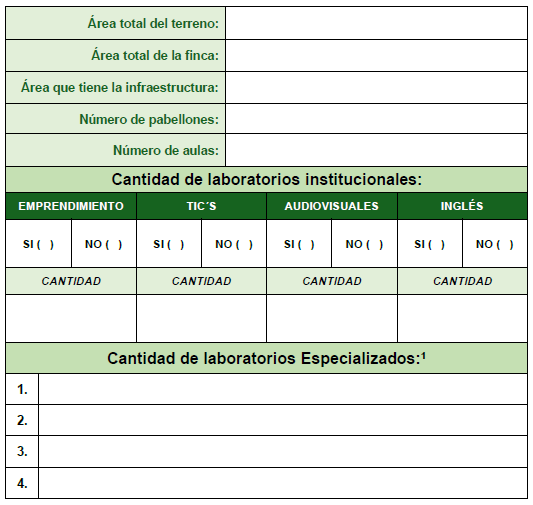 Área total del terreno:
Área total de la finca:
Área que tiene la infraestructura:
Número de pabellones:
Número de aulas:
Cantidad de laboratorios institucionales:
EMPRENDIMIENTO TIC´S AUDIOVISUALES INGLÉS
SI ( ) NO ( ) SI ( ) NO ( ) SI ( ) NO ( ) SI ( ) NO ( )
CANTIDAD CANTIDAD CANTIDAD CANTIDAD
Cantidad de laboratorios Especializados:¹
1.
2.
3.
4.